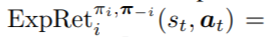 ExpRet_i^{π_i,π_{-i}}(s_t, a_t) =